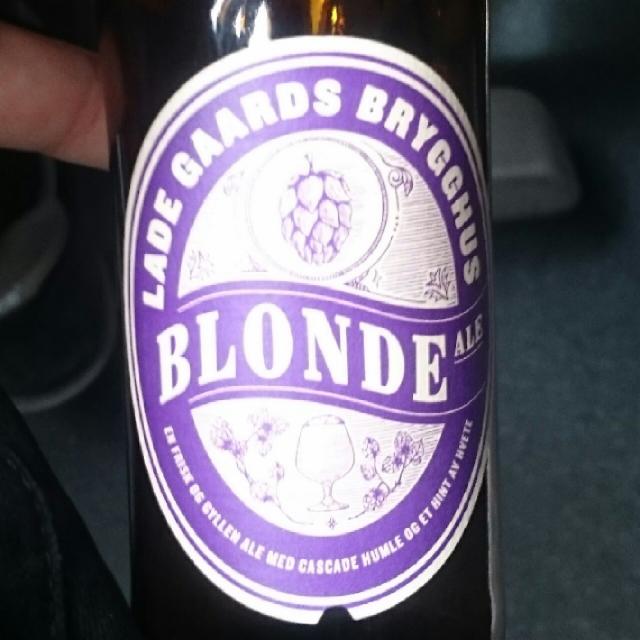 LADE GAARDS BRYGGHUS
BLONDE ALE
EN FRISK OG GYLLEN ALE MED CASCADE HUMLE OG ET HINT AV HVETE